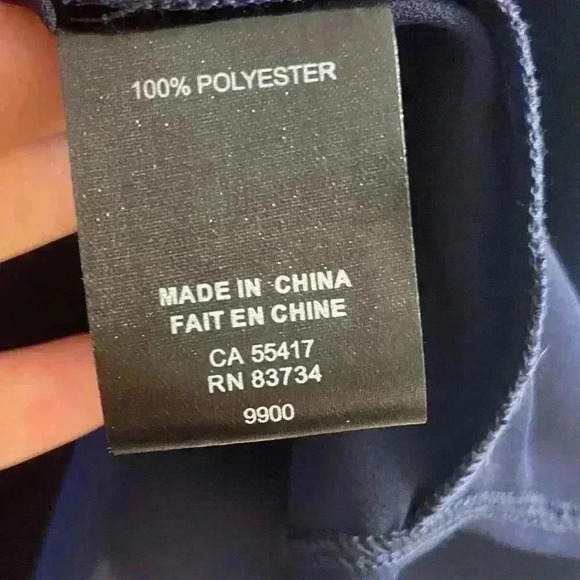 100% POLYESTER
MADE IN CHINA
FAIT EN CHINE
CA 55417
RN 83734
9900